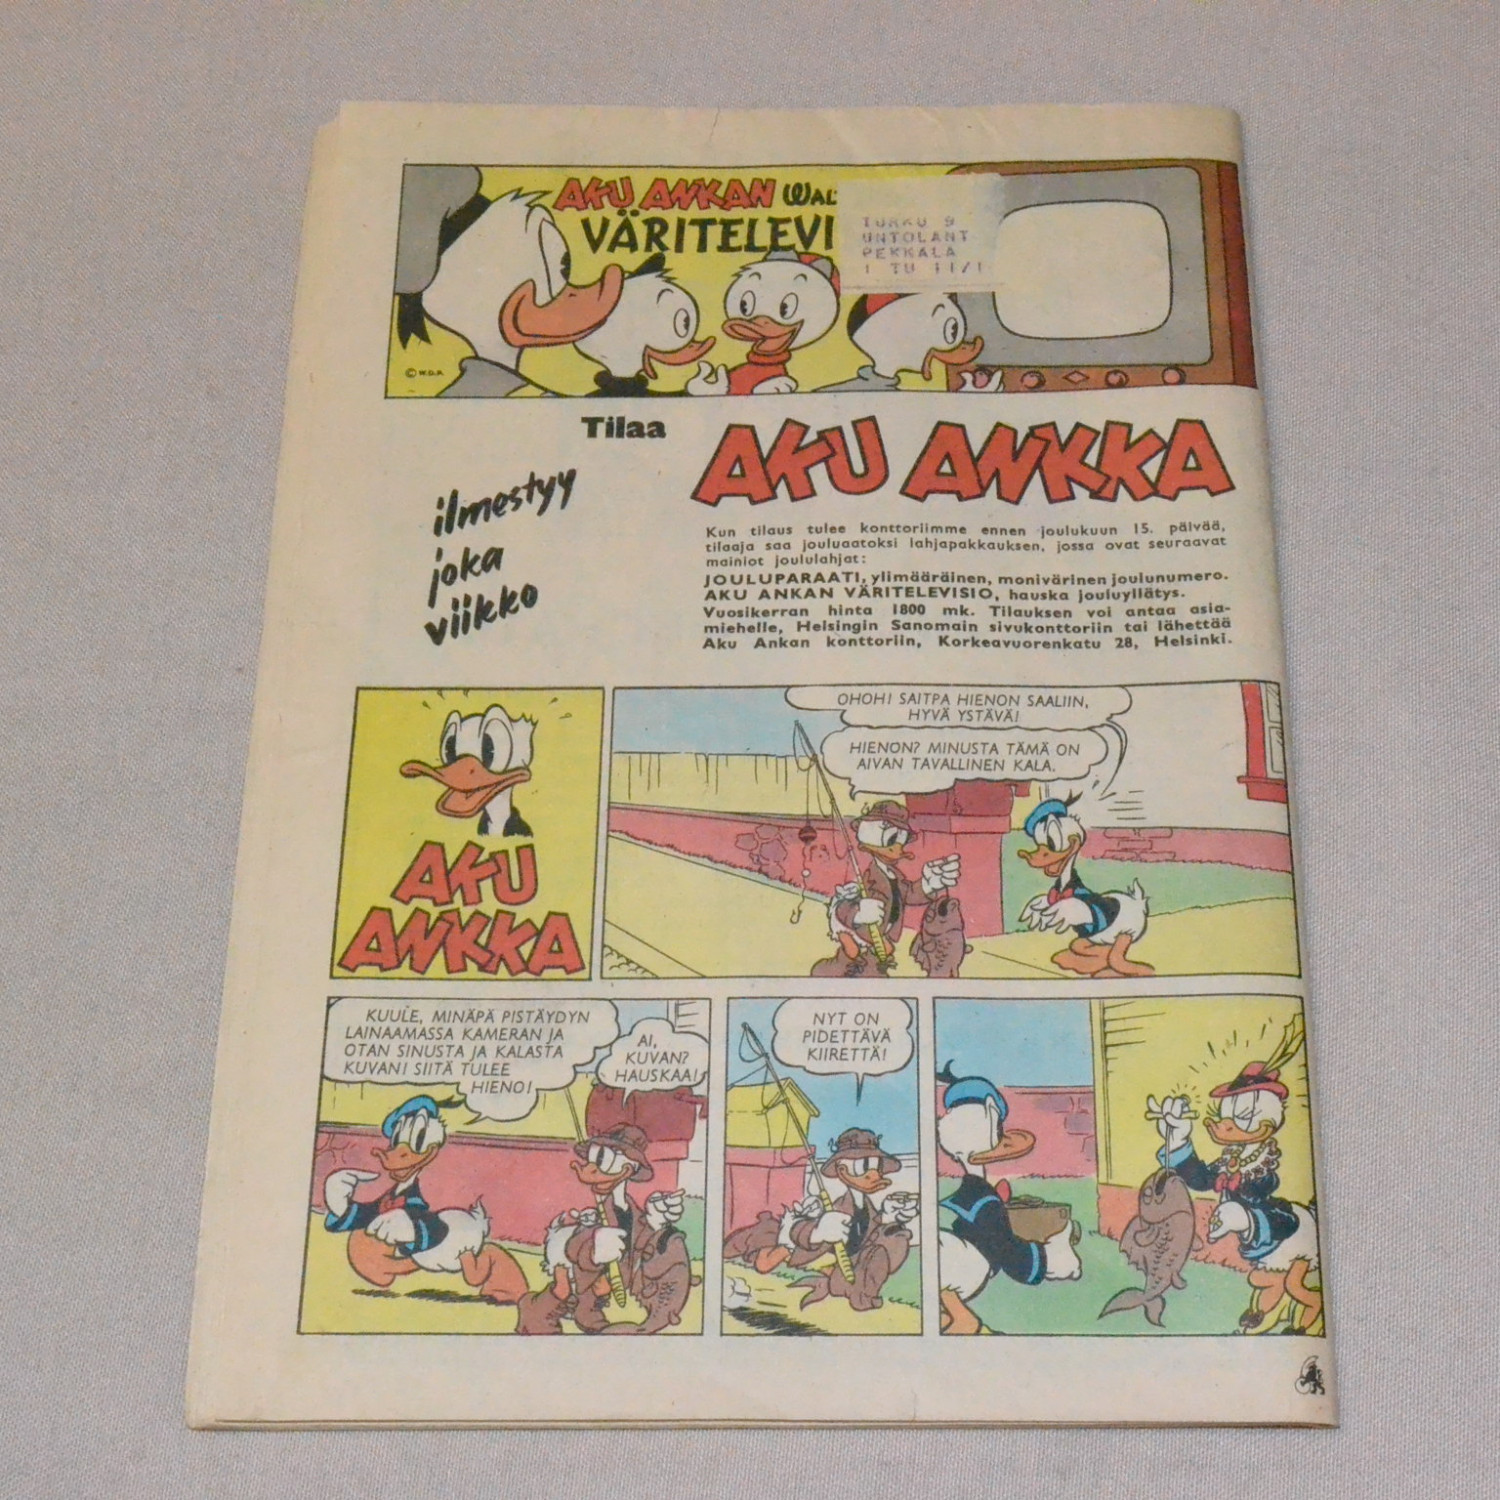 AKU ANKAN WAL
VÄRITELEVI
TURKU 9
UNTOLANT
PEKKALA
1 TU 11/1
© W.D.P.
Tilaa
AKU ANKKA
ilmestyy
joka
viikko
Kun tilaus tulee konttoriimme ennen joulukuun 15. päivää,
tilaaja saa jouluaatoksi lahjapakkauksen, jossa ovat seuraavat
mainiot joululahjat:
JOULUPARAATI, ylimääräinen, monivärinen joulunumero.
AKU ANKAN VÄRITELEVISIO, hauska jouluyllätys.
Vuosikerran hinta 1800 mk. Tilauksen voi antaa asia-
miehelle, Helsingin Sanomain sivukonttoriin tai lähettää
Aku Ankan konttoriin, Korkeavuorenkatu 28, Helsinki.
AKU
ANKKA
OHOH! SAITPA HIENON SAALIIN,
HYVÄ YSTÄVÄ!
HIENON? MINUSTA TÄMÄ ON
AIVAN TAVALLINEN KALA.
KUULE, MINÄPÄ PISTÄYDYN
LAINAAMASSA KAMERAN JA
OTAN SINUSTA JA KALASTA
KUVAN! SIITÄ TULEE
HIENO!
AI,
KUVAN?
HAUSKAA!
NYT ON
PIDETTÄVÄ
KIIRETTÄ!